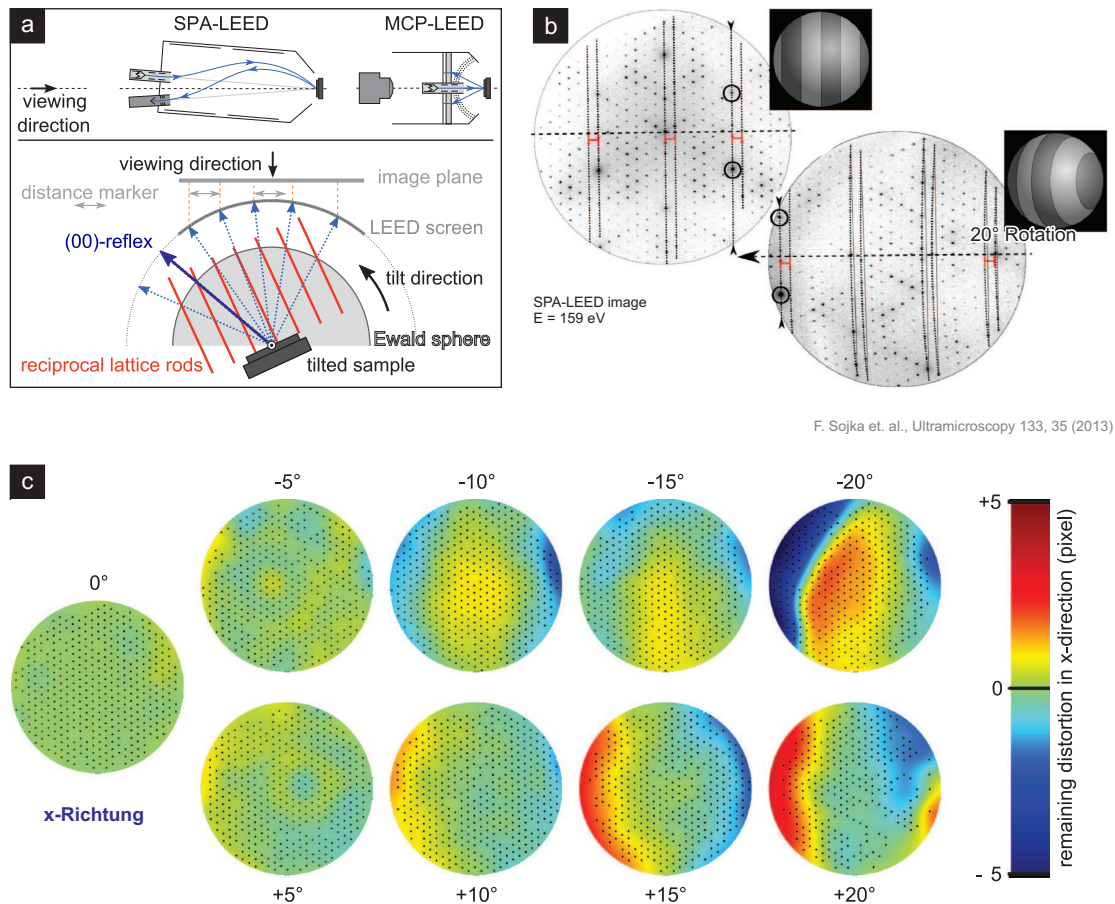 a
SPA-LEED
MCP-LEED
viewing
direction
viewing direction
distance marker
image plane
LEED screen
(00)-reflex
tilt direction
Ewald sphere
reciprocal lattice rods
tilted sample
b
20° Rotation
SPA-LEED image
E = 159 eV
F. Sojka et. al., Ultramicroscopy 133, 35 (2013)
c
-5°
-10°
-15°
-20°
0°
x-Richtung
+5°
+10°
+15°
+20°
+5
0
- 5
remaining distortion in x-direction (pixel)